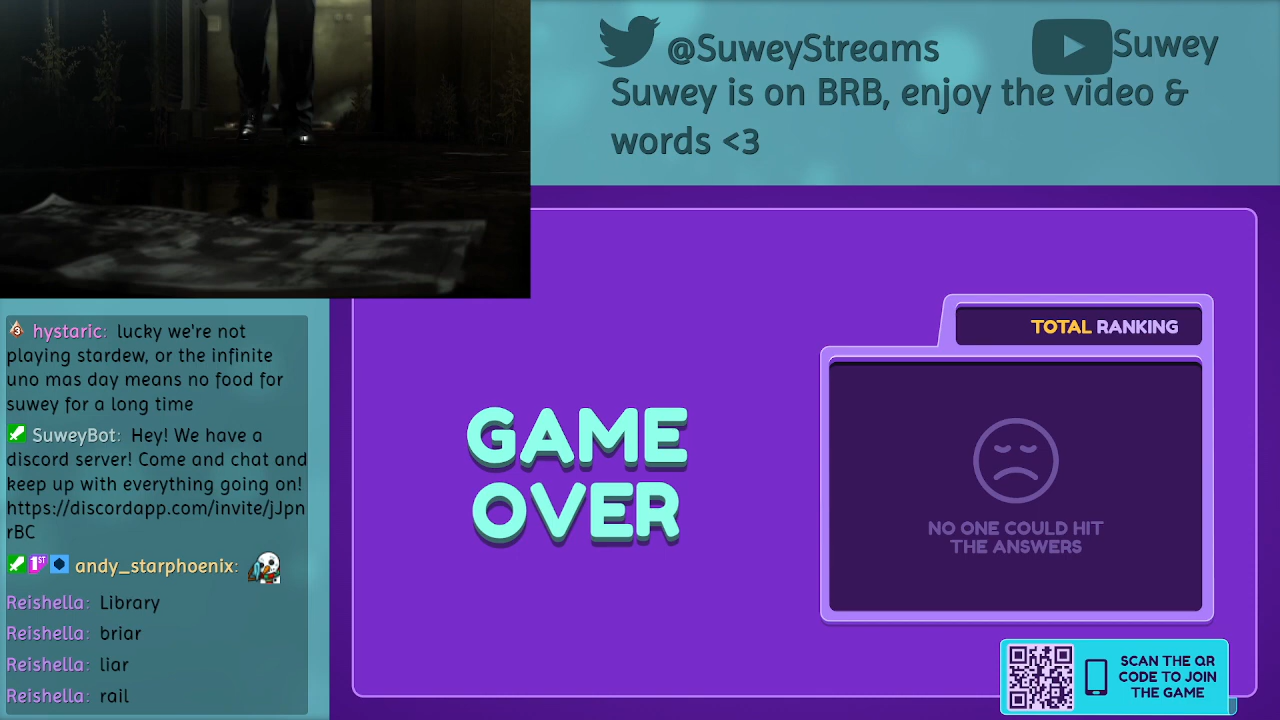 @SuweyStreams
Suwey
Suwey is on BRB, enjoy the video &
words <3
TOTAL RANKING
GAME
OVER
NO ONE COULD HIT
THE ANSWERS
SCAN THE QR
CODE TO JOIN
THE GAME
3 hystaric: lucky we're not
playing stardew, or the infinite
uno mas day means no food for
suwey for a long time
SuweyBot: Hey! We have a
discord server! Come and chat and
keep up with everything going on!
https://discordapp.com/invite/jJpn
rBC
1ST andy_starphoenix:
Reishella: Library
Reishella: briar
Reishella: liar
Reishella: rail